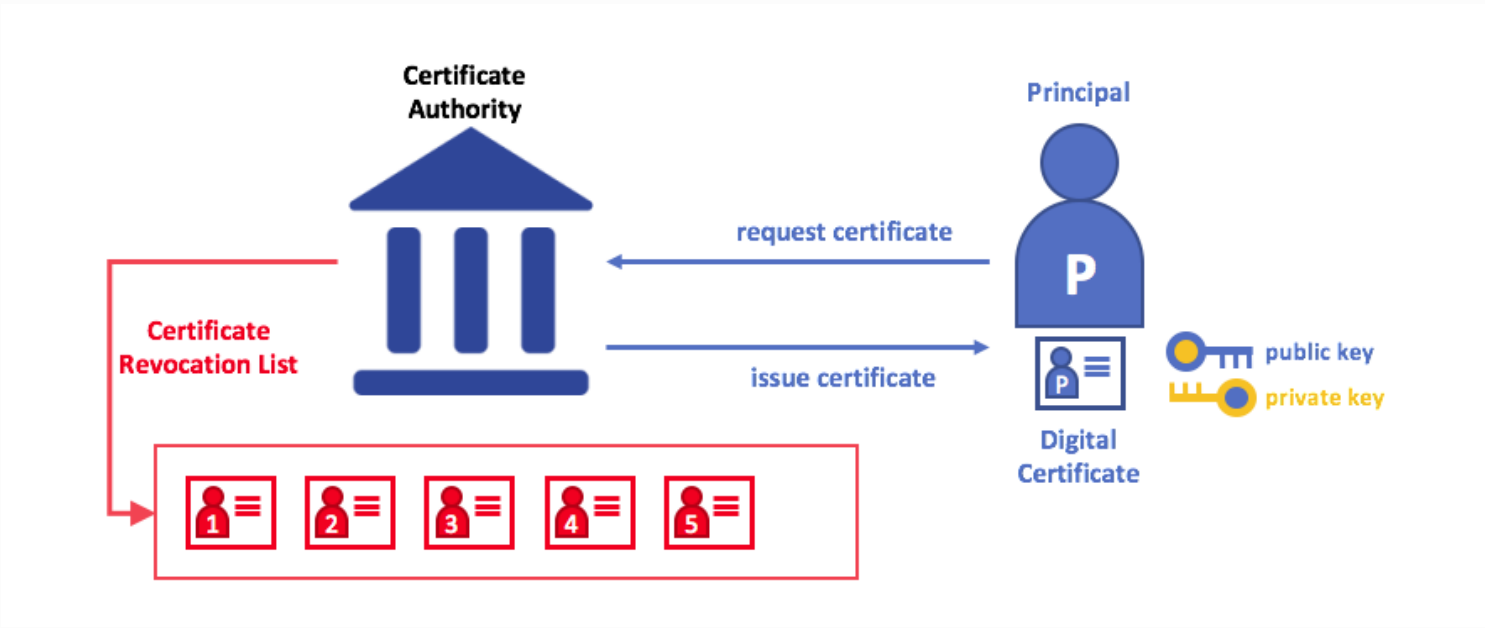 Certificate
Authority
Principal
request certificate
P
Certificate
Revocation List
issue certificate
public key
P
private key
Digital
Certificate
1 2 3 4 5